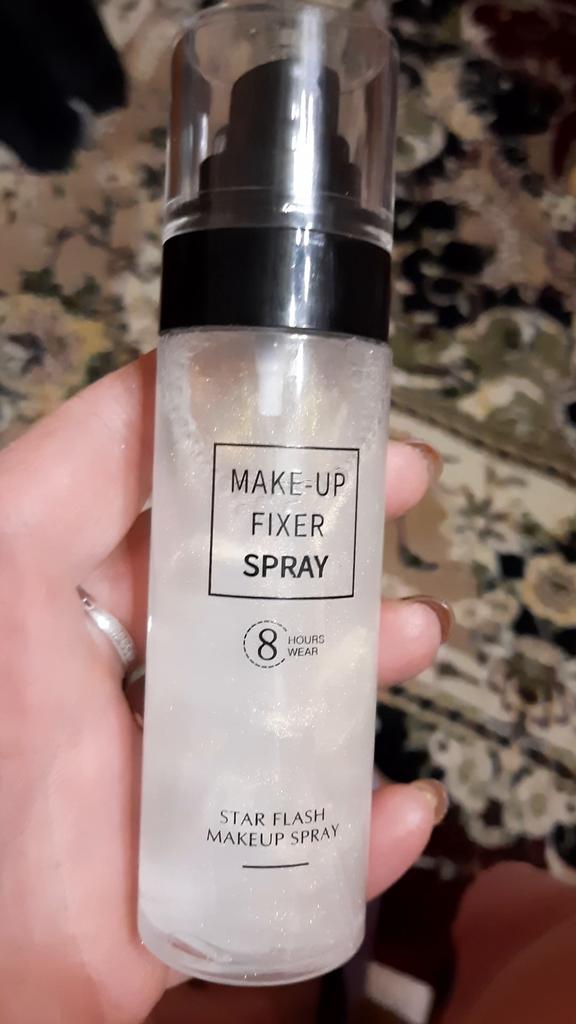 MAKE-UP
FIXER
SPRAY
8 HOURS
WEAR
STAR FLASH
MAKEUP SPRAY